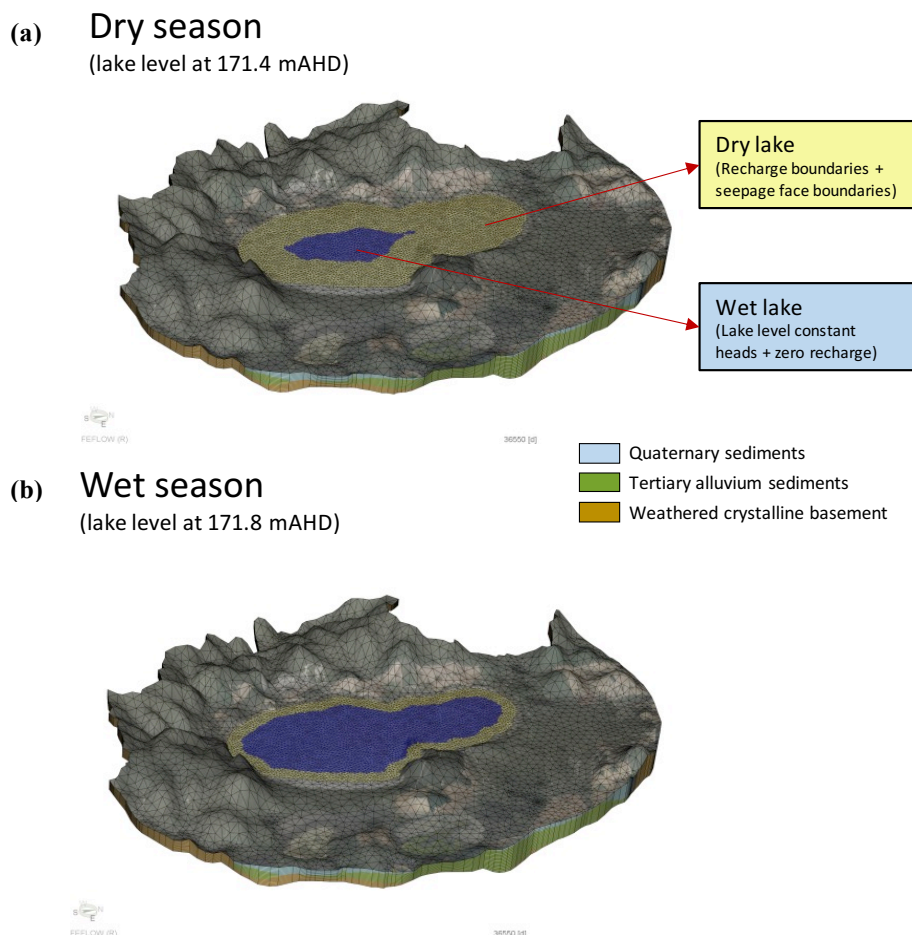 (a) Dry season
(lake level at 171.4 mAHD)
Dry lake
(Recharge boundaries +
seepage face boundaries)
Wet lake
(Lake level constant
heads + zero recharge)
S E N
FEFLOW (R)
36550 [d]
Quaternary sediments
Tertiary alluvium sediments
Weathered crystalline basement
(b) Wet season
(lake level at 171.8 mAHD)
S E
FEFLOW (R)
36550 [d]